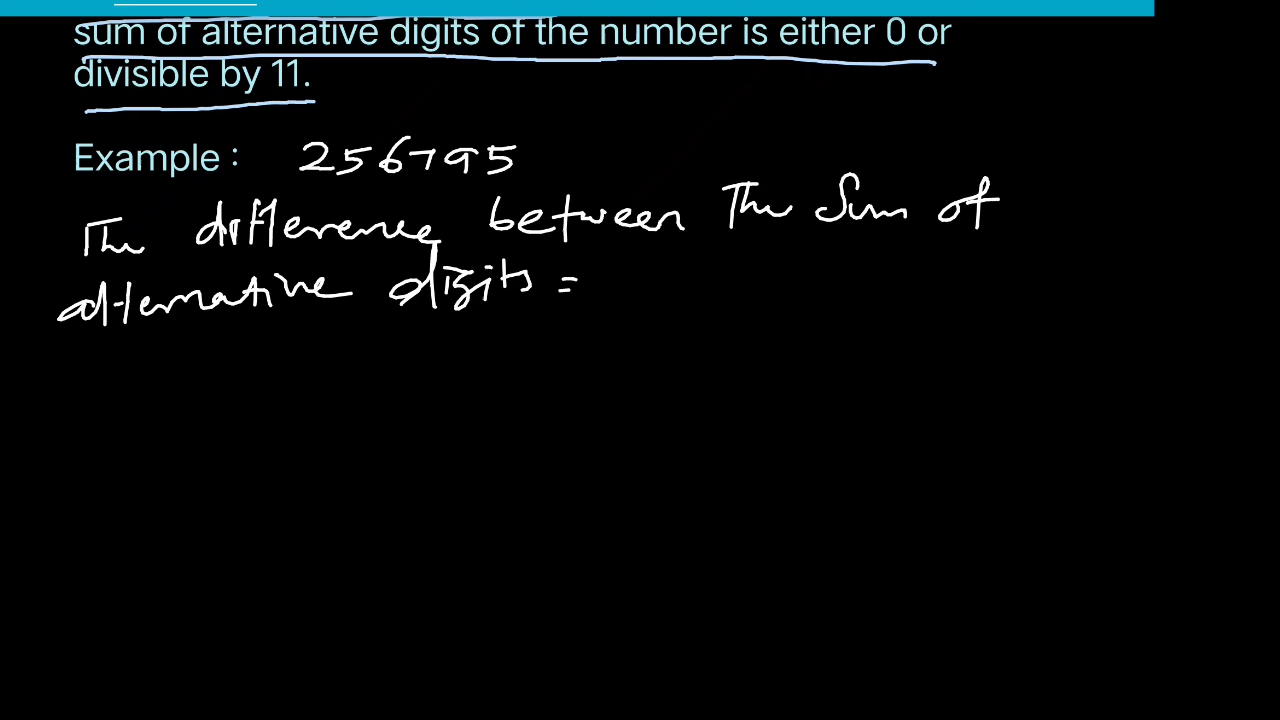 sum of alternative digits of the number is either 0 or
divisible by 11.
Example : 256795
The difference between The Sum of
alternative digits =